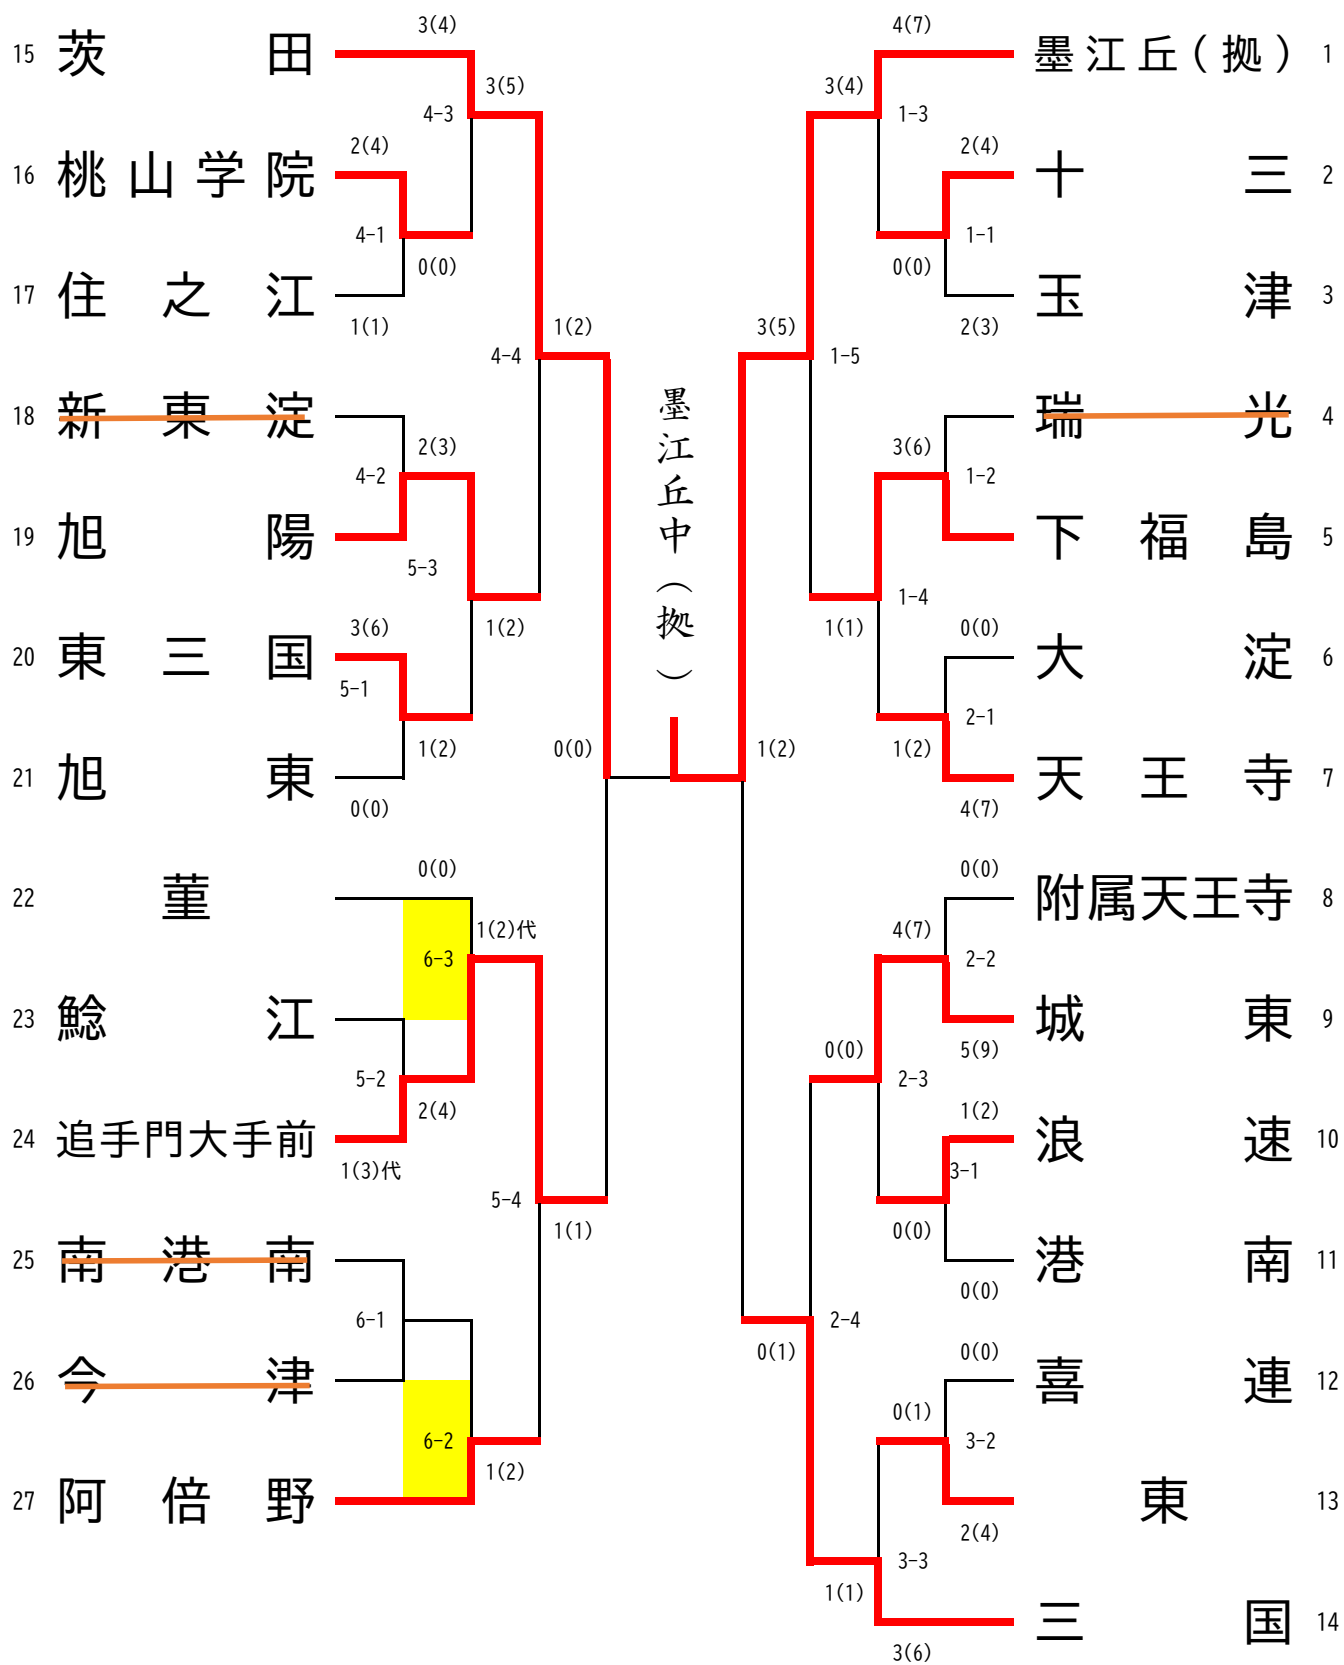 3(4)
4(7)
15 茨田
墨江丘(拠) 1
3(5)
3(4)
4-3
1-3
2(4)
2(4)
16 桃山学院
十三 2
4-1
1-1
0(0)
0(0)
17 住之江
玉津 3
1(1)
1(2)
3(5)
2(3)
4-4
1-5
18 新東淀
瑞光 4
2(3)
3(6)
4-2
1-2
19 旭陽
下福島 5
5-3
1-4
3(6)
1(2)
1(1)
0(0)
20 東三国
大淀 6
5-1
2-1
1(2)
0(0)
1(2)
1(2)
21 旭東
天王寺 7
0(0)
4(7)
墨江丘中(拠)
0(0)
0(0)
22 菫
附属天王寺 8
1(2)代
4(7)
6-3
2-2
23 鯰江
城東 9
0(0)
5(9)
5-2
2-3
2(4)
1(2)
24 追手門大手前
浪速 10
1(3)代
3-1
5-4
1(1)
0(0)
25 南港南
港南 11
0(0)
6-1
2-4
0(1)
0(0)
26 今津
喜連 12
0(1)
6-2
3-2
1(2)
27 阿倍野
東 13
2(4)
3-3
1(1)
三国 14
3(6)